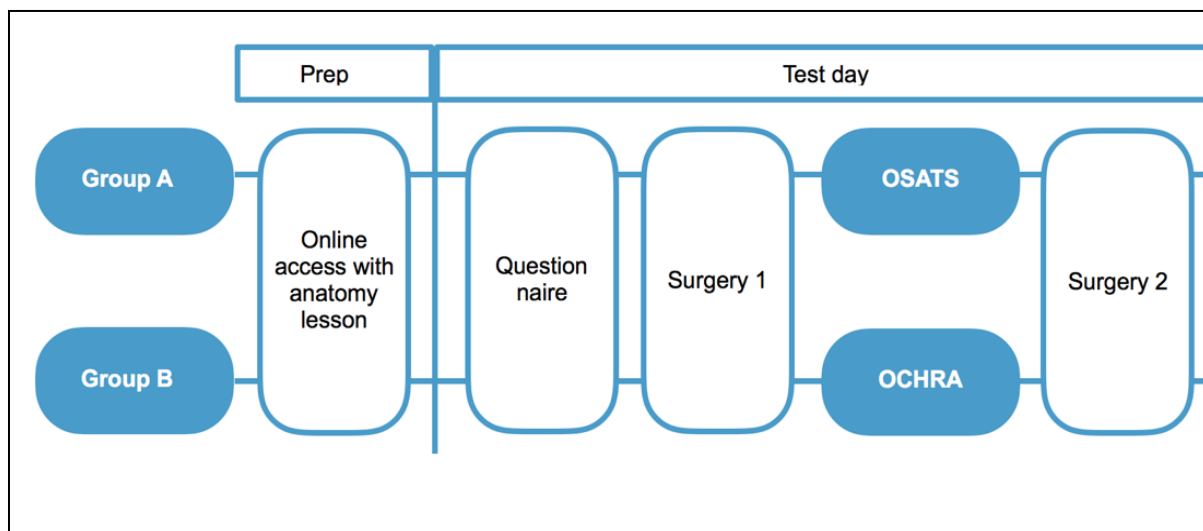 Prep
Test day
Group A
Group B
Online
access with
anatomy
lesson
Question
naire
Surgery 1
OSATS
OCHRA
Surgery 2